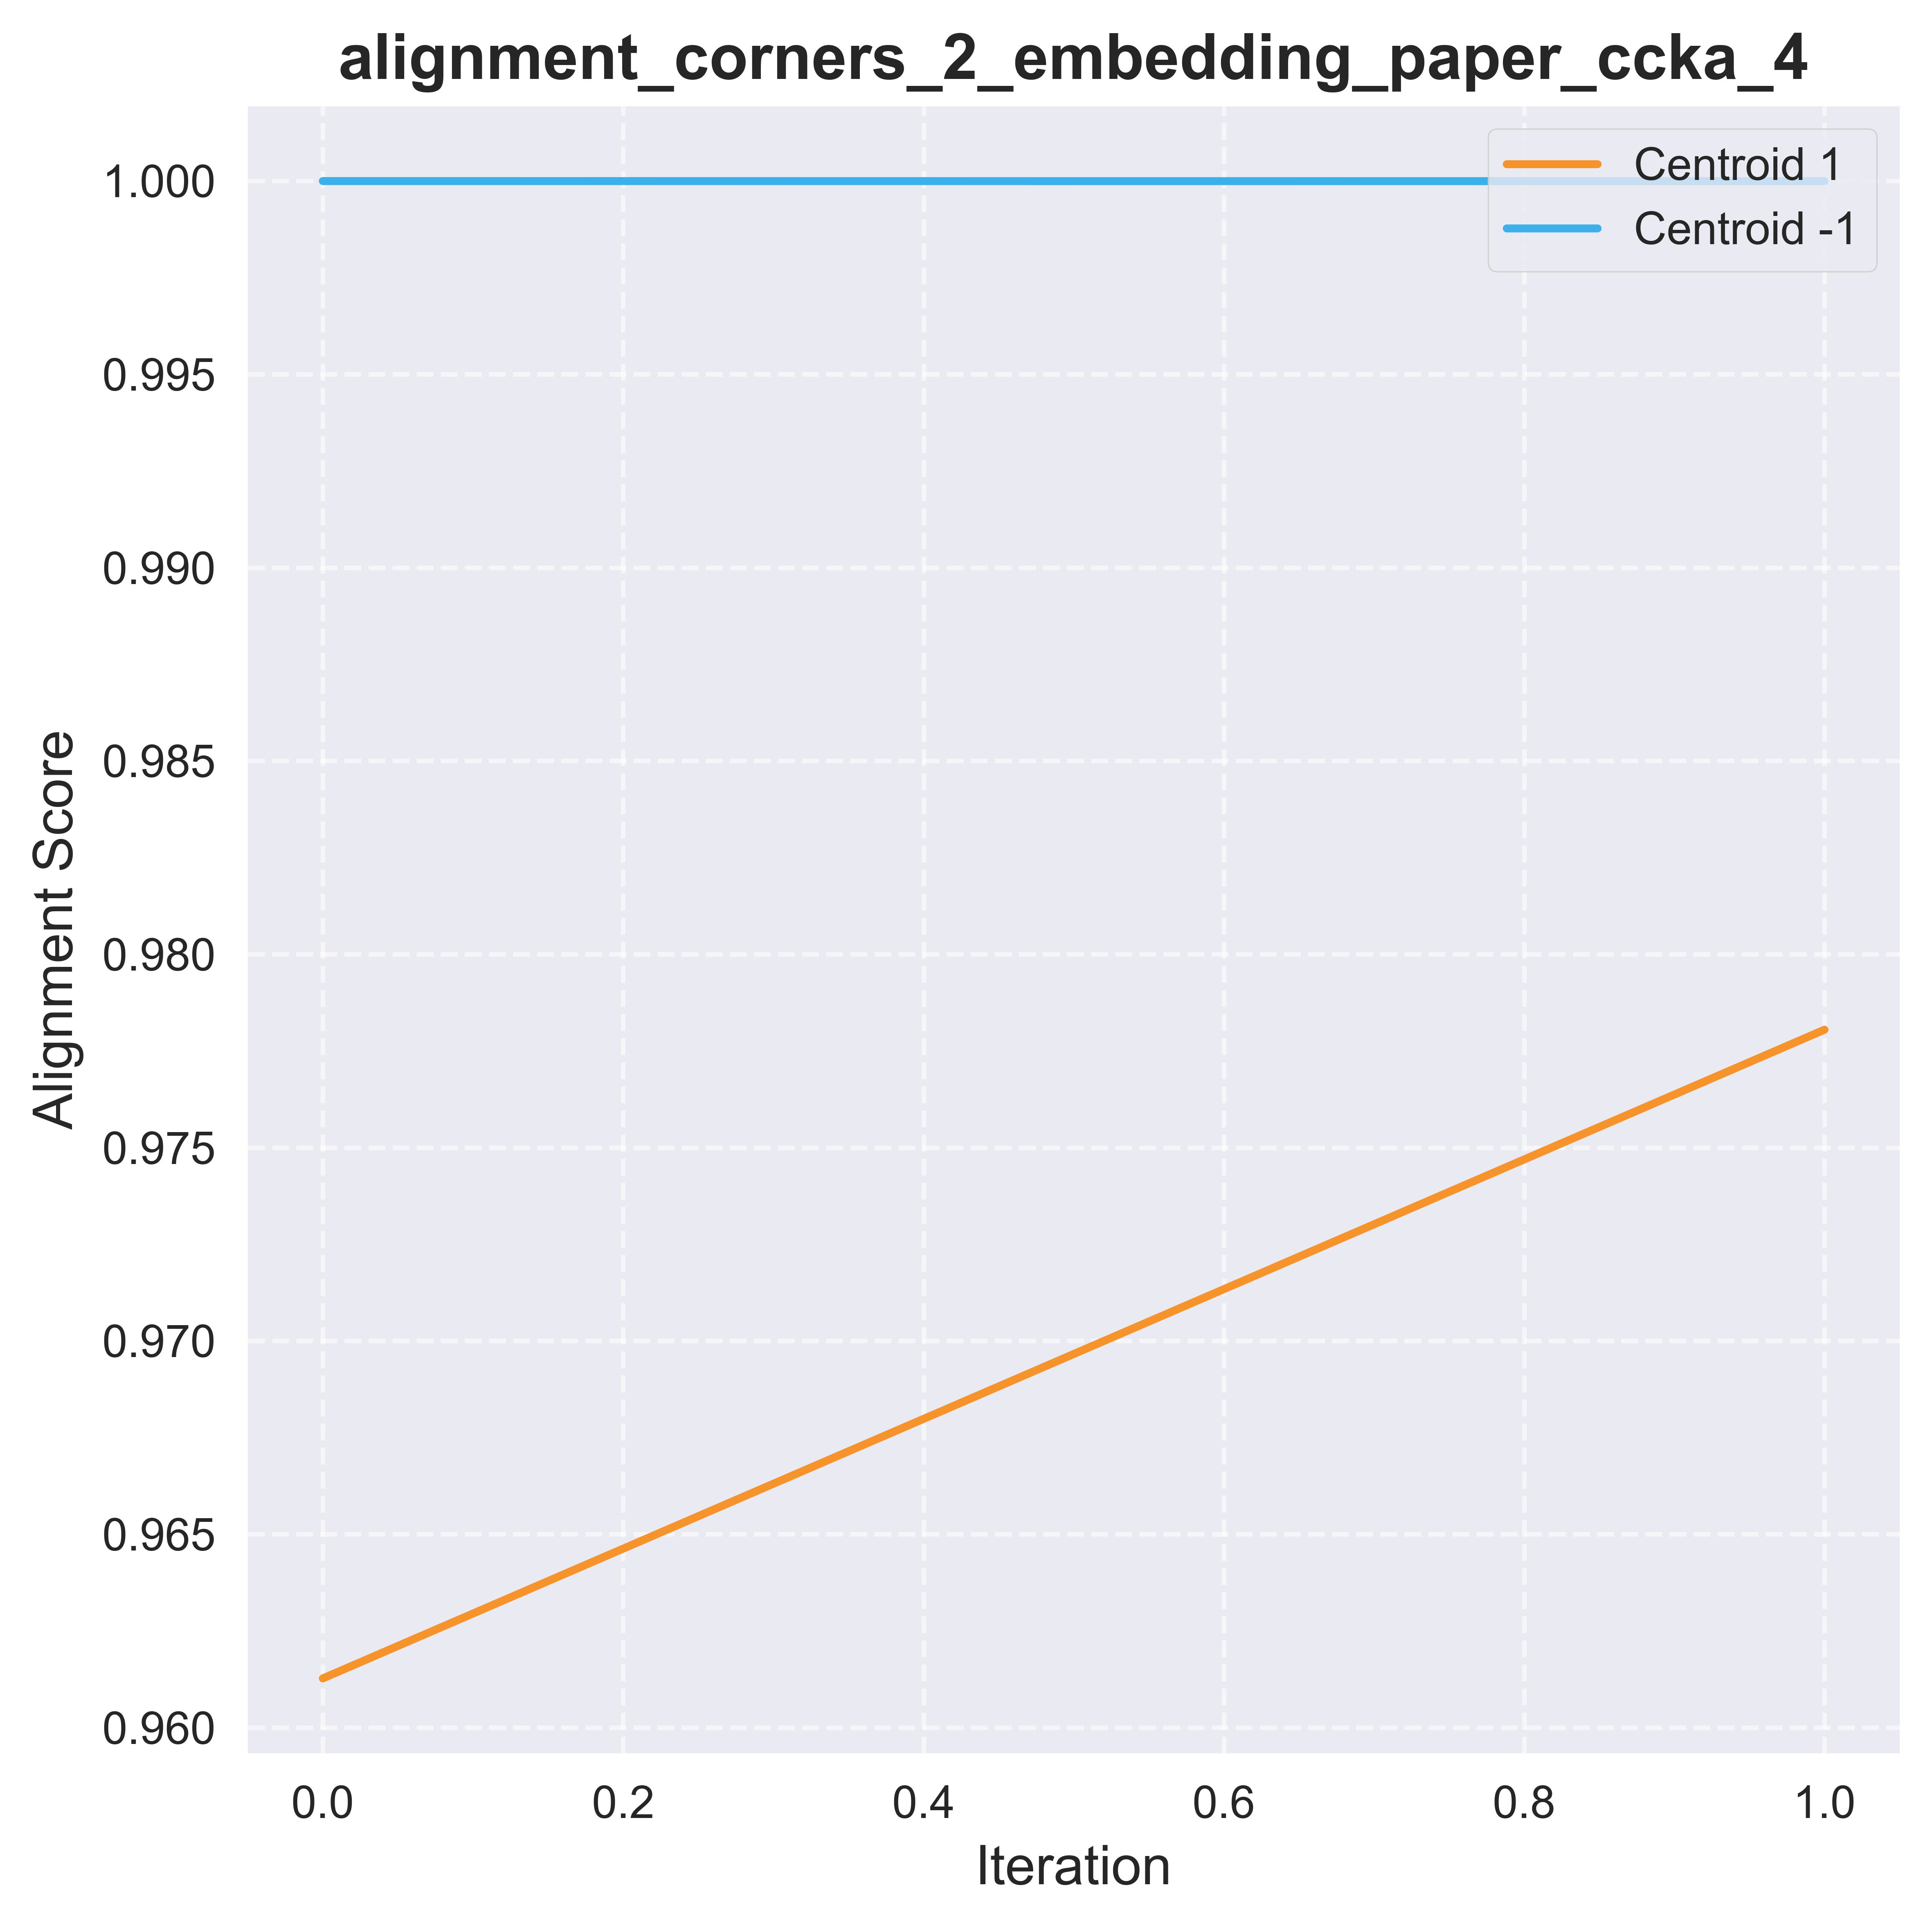 alignment_corners_2_embedding_paper_ccka_4
Centroid 1
Centroid -1
Alignment Score
1.000
0.995
0.990
0.985
0.980
0.975
0.970
0.965
0.960
0.0 0.2 0.4 0.6 0.8 1.0
Iteration